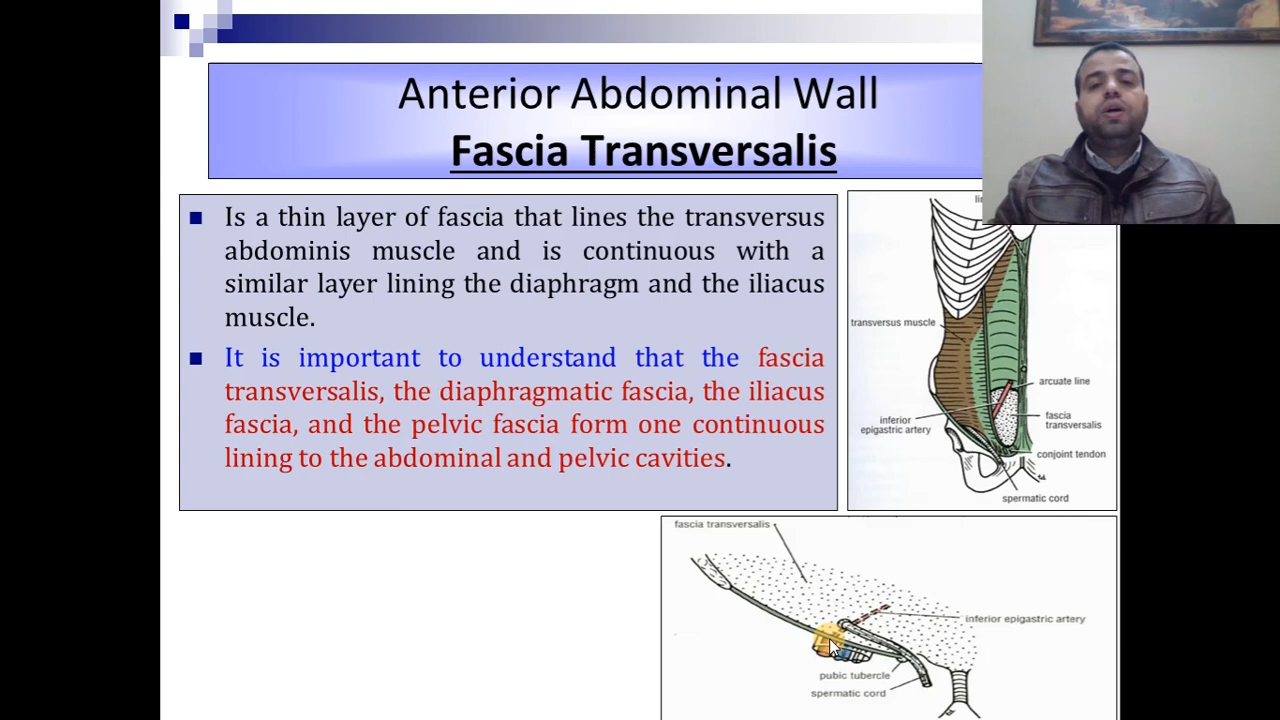 Anterior Abdominal Wall
Fascia Transversalis
Is a thin layer of fascia that lines the transversus
abdominis muscle and is continuous with a
similar layer lining the diaphragm and the iliacus
muscle.
It is important to understand that the fascia
transversalis, the diaphragmatic fascia, the iliacus
fascia, and the pelvic fascia form one continuous
lining to the abdominal and pelvic cavities.
transversus muscle
arcuate line
inferior
epigastric artery
fascia
transversalis
conjoint tendon
spermatic cord
fascia transversalis
inferior epigastric artery
pubic tubercle
spermatic cord